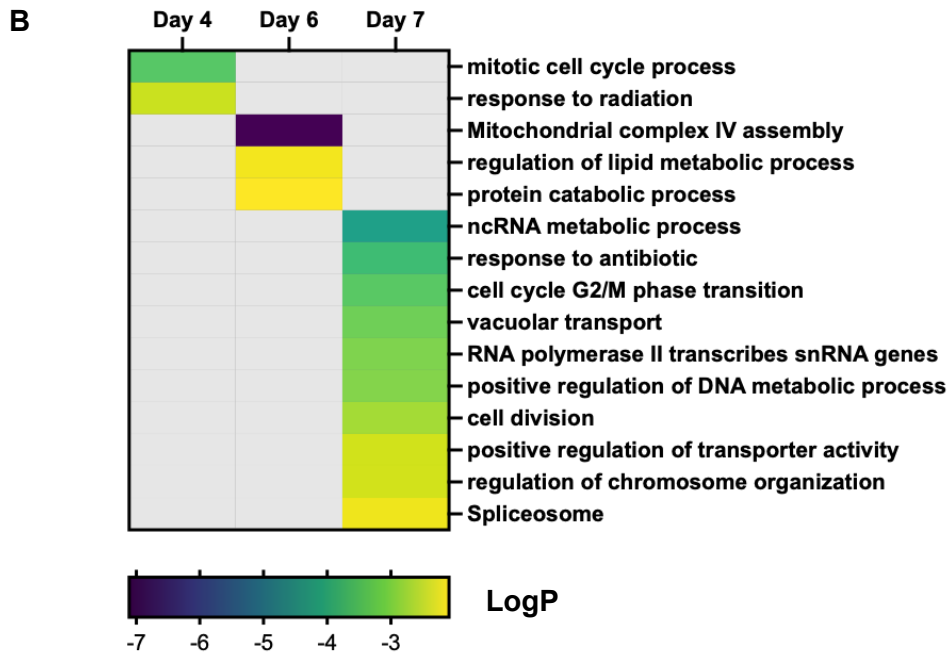 B
Day 4 Day 6 Day 7
mitotic cell cycle process
response to radiation
Mitochondrial complex IV assembly
regulation of lipid metabolic process
protein catabolic process
ncRNA metabolic process
response to antibiotic
cell cycle G2/M phase transition
vacuolar transport
RNA polymerase II transcribes snRNA genes
positive regulation of DNA metabolic process
cell division
positive regulation of transporter activity
regulation of chromosome organization
Spliceosome
LogP
-7 -6 -5 -4 -3